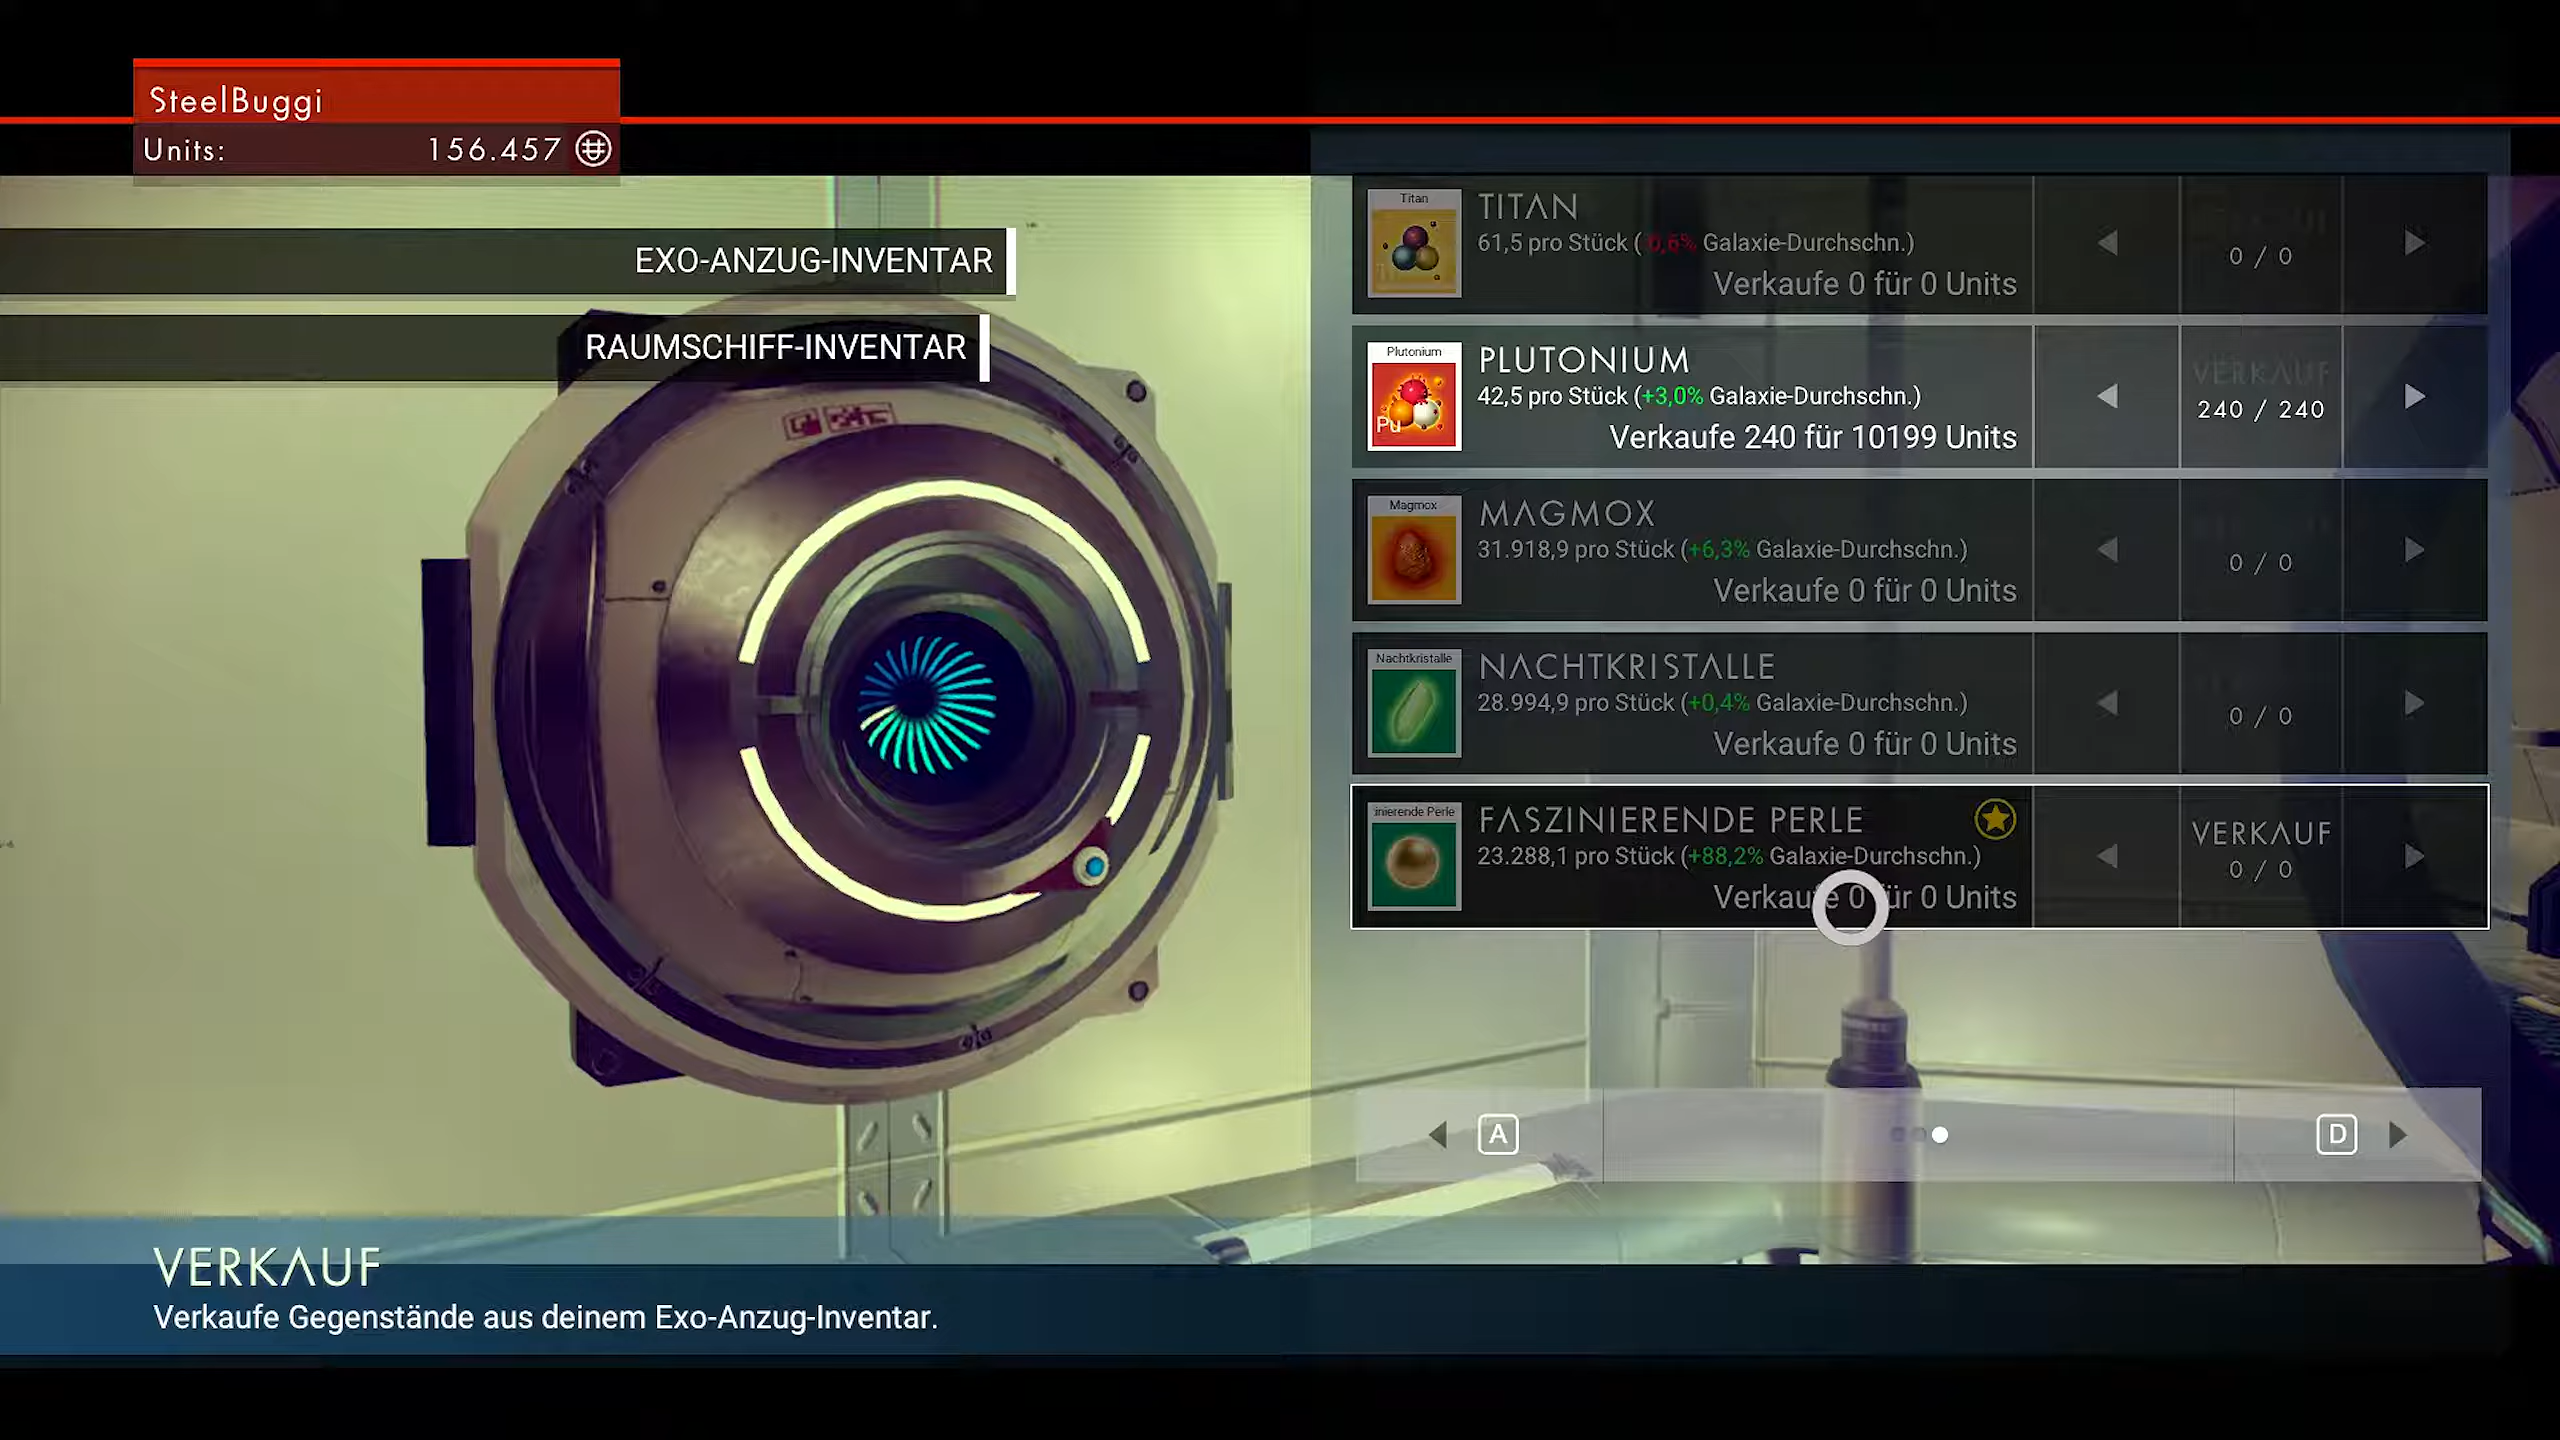 SteelBuggi
Units: 156.457
EXO-ANZUG-INVENTAR
RAUMSCHIFF-INVENTAR
Titan
TITAN
61,5 pro Stück (-0,6% Galaxie-Durchschn.)
Verkaufe 0 für 0 Units
0 / 0
Plutonium
Pu
PLUTONIUM
42,5 pro Stück (+3,0% Galaxie-Durchschn.)
Verkaufe 240 für 10199 Units
VERKAUF
240 / 240
Magmox
MAGMOX
31.918,9 pro Stück (+6,3% Galaxie-Durchschn.)
Verkaufe 0 für 0 Units
0 / 0
Nachtkristalle
NACHTKRISTALLE
28.994,9 pro Stück (+0,4% Galaxie-Durchschn.)
Verkaufe 0 für 0 Units
0 / 0
inierende Perle
FASZINIERENDE PERLE
23.288,1 pro Stück (+88,2% Galaxie-Durchschn.)
Verkaufe 0 für 0 Units
VERKAUF
0 / 0
A
D
VERKAUF
Verkaufe Gegenstände aus deinem Exo-Anzug-Inventar.